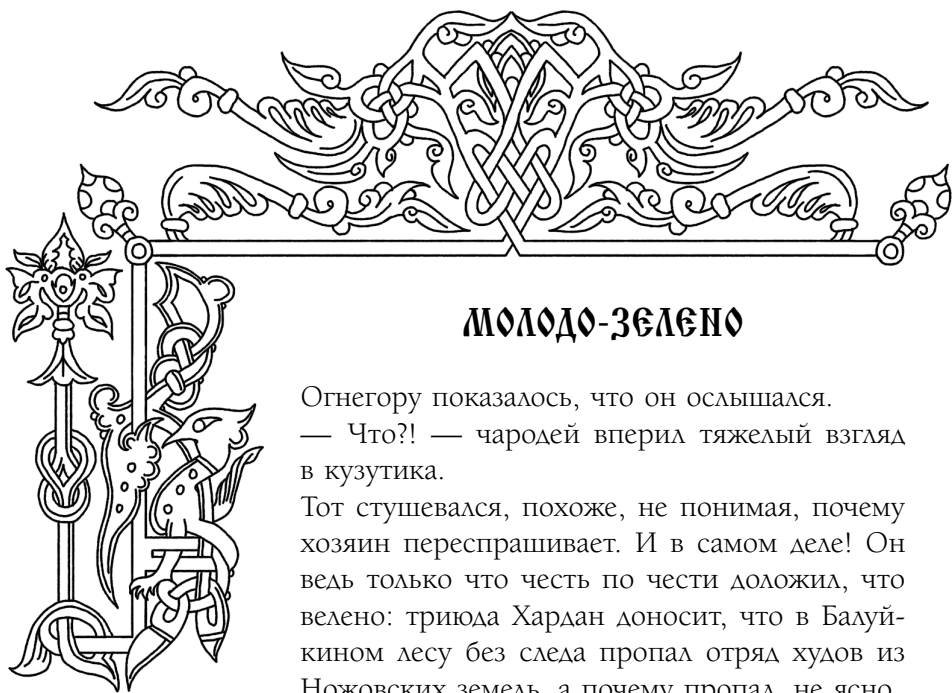 МОЛОДО-ЗЕЛЕНО
Огнегору показалось, что он ослышался.
— Что?! — чародей вперил тяжелый взгляд
в кузутика.
Тот стушевался, похоже, не понимая, почему
хозяин переспрашивает. И в самом деле! Он
ведь только что честь по чести доложил, что
велено: триюда Хардан доносит, что в Балуй-
кином лесу без следа пропал отряд худов из
Ножовских земель, а почему пропал, не ясно.